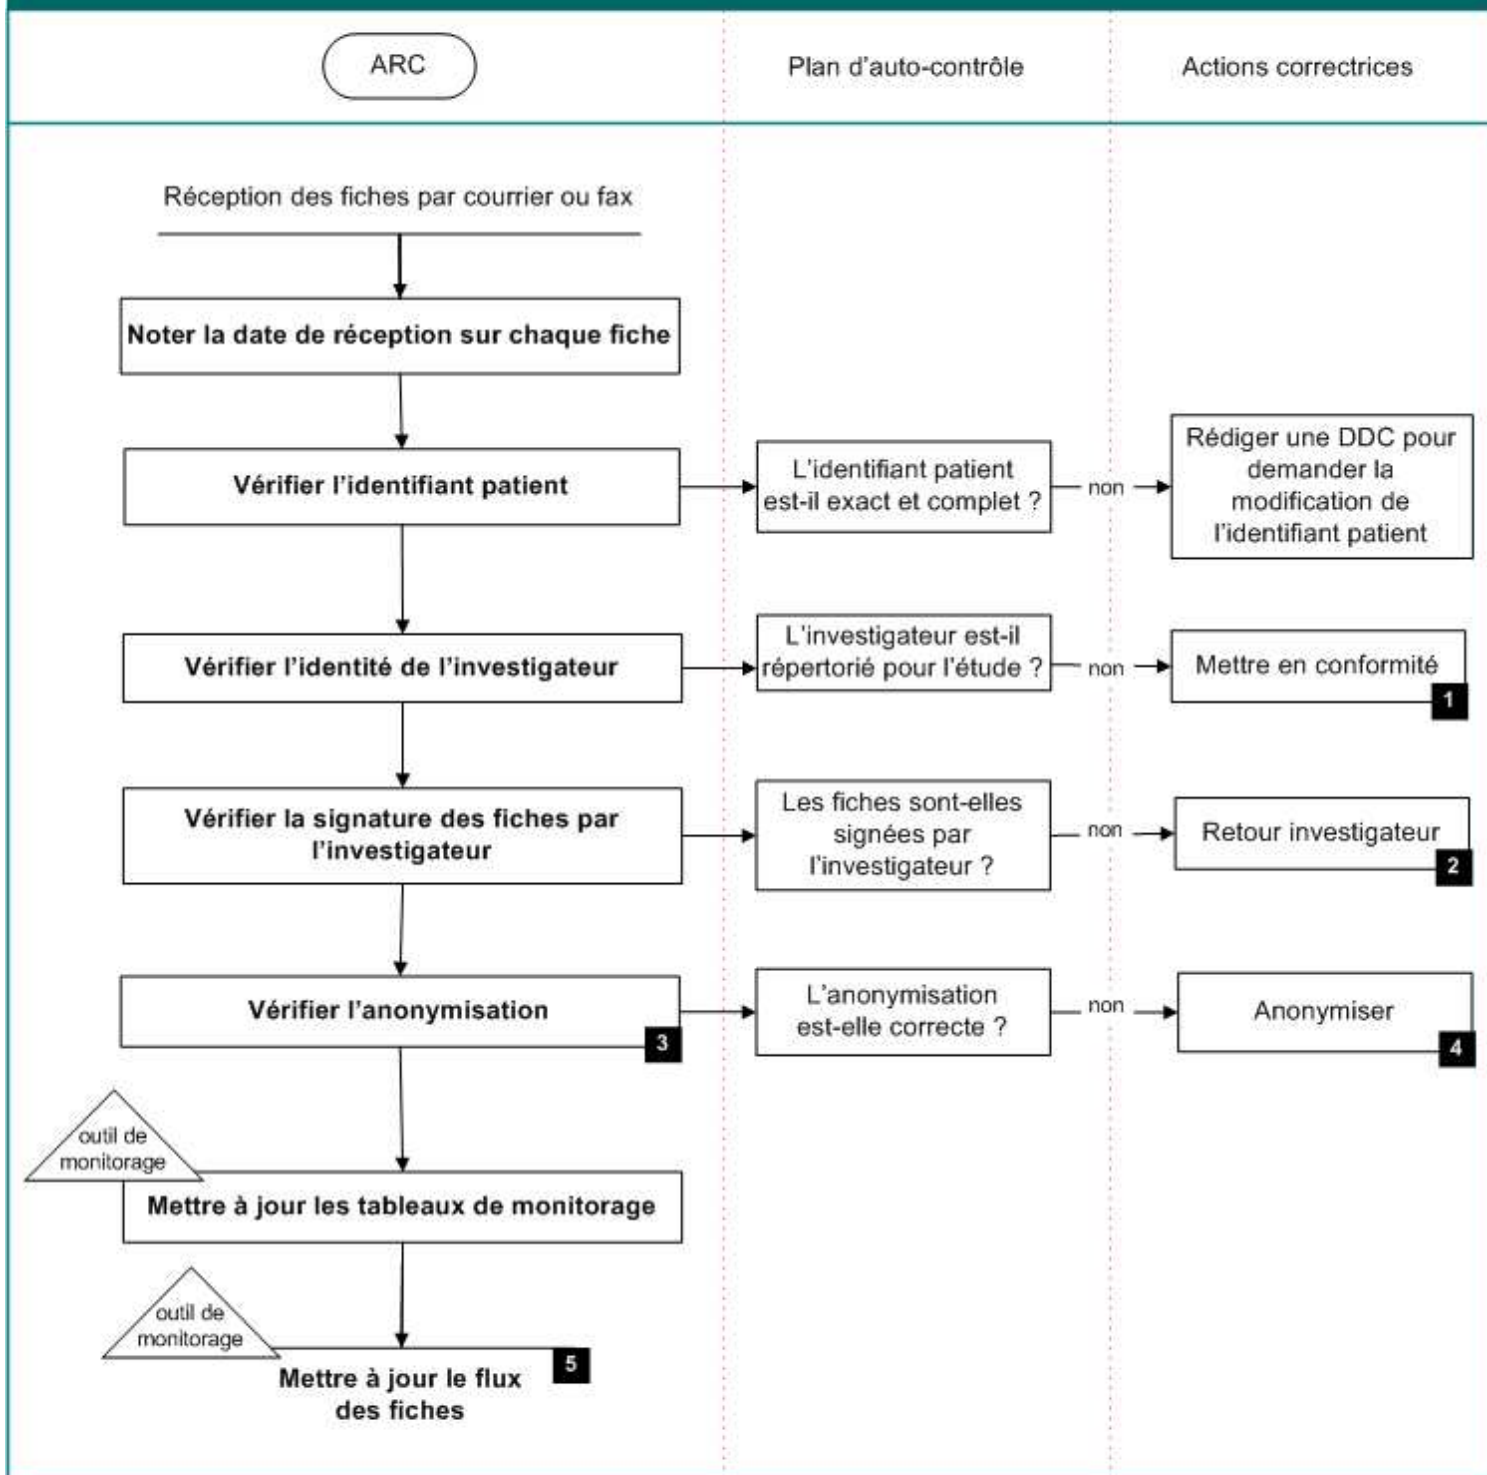 ARC
Plan d'auto-contrôle
Actions correctrices
Réception des fiches par courrier ou fax
Noter la date de réception sur chaque fiche
Vérifier l'identifiant patient
L'identifiant patient
est-il exact et complet ?
non
Rédiger une DDC pour
demander la
modification de
l'identifiant patient
Vérifier l'identité de l'investigateur
L'investigateur est-il
répertorié pour l'étude ?
non
Mettre en conformité
1
Vérifier la signature des fiches par
l'investigateur
Les fiches sont-elles
signées par
l'investigateur ?
non
Retour investigateur
2
Vérifier l'anonymisation
3
L'anonymisation
est-elle correcte ?
non
Anonymiser
4
outil de
monitorage
Mettre à jour les tableaux de monitorage
outil de
monitorage
Mettre à jour le flux
des fiches
5